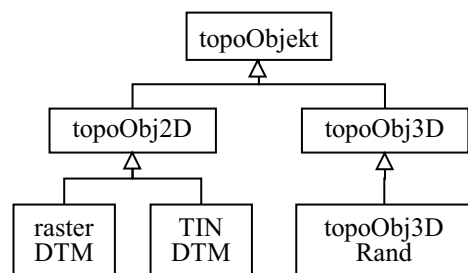 topoObjekt
topoObj2D
topoObj3D
raster
DTM
TIN
DTM
topoObj3D
Rand